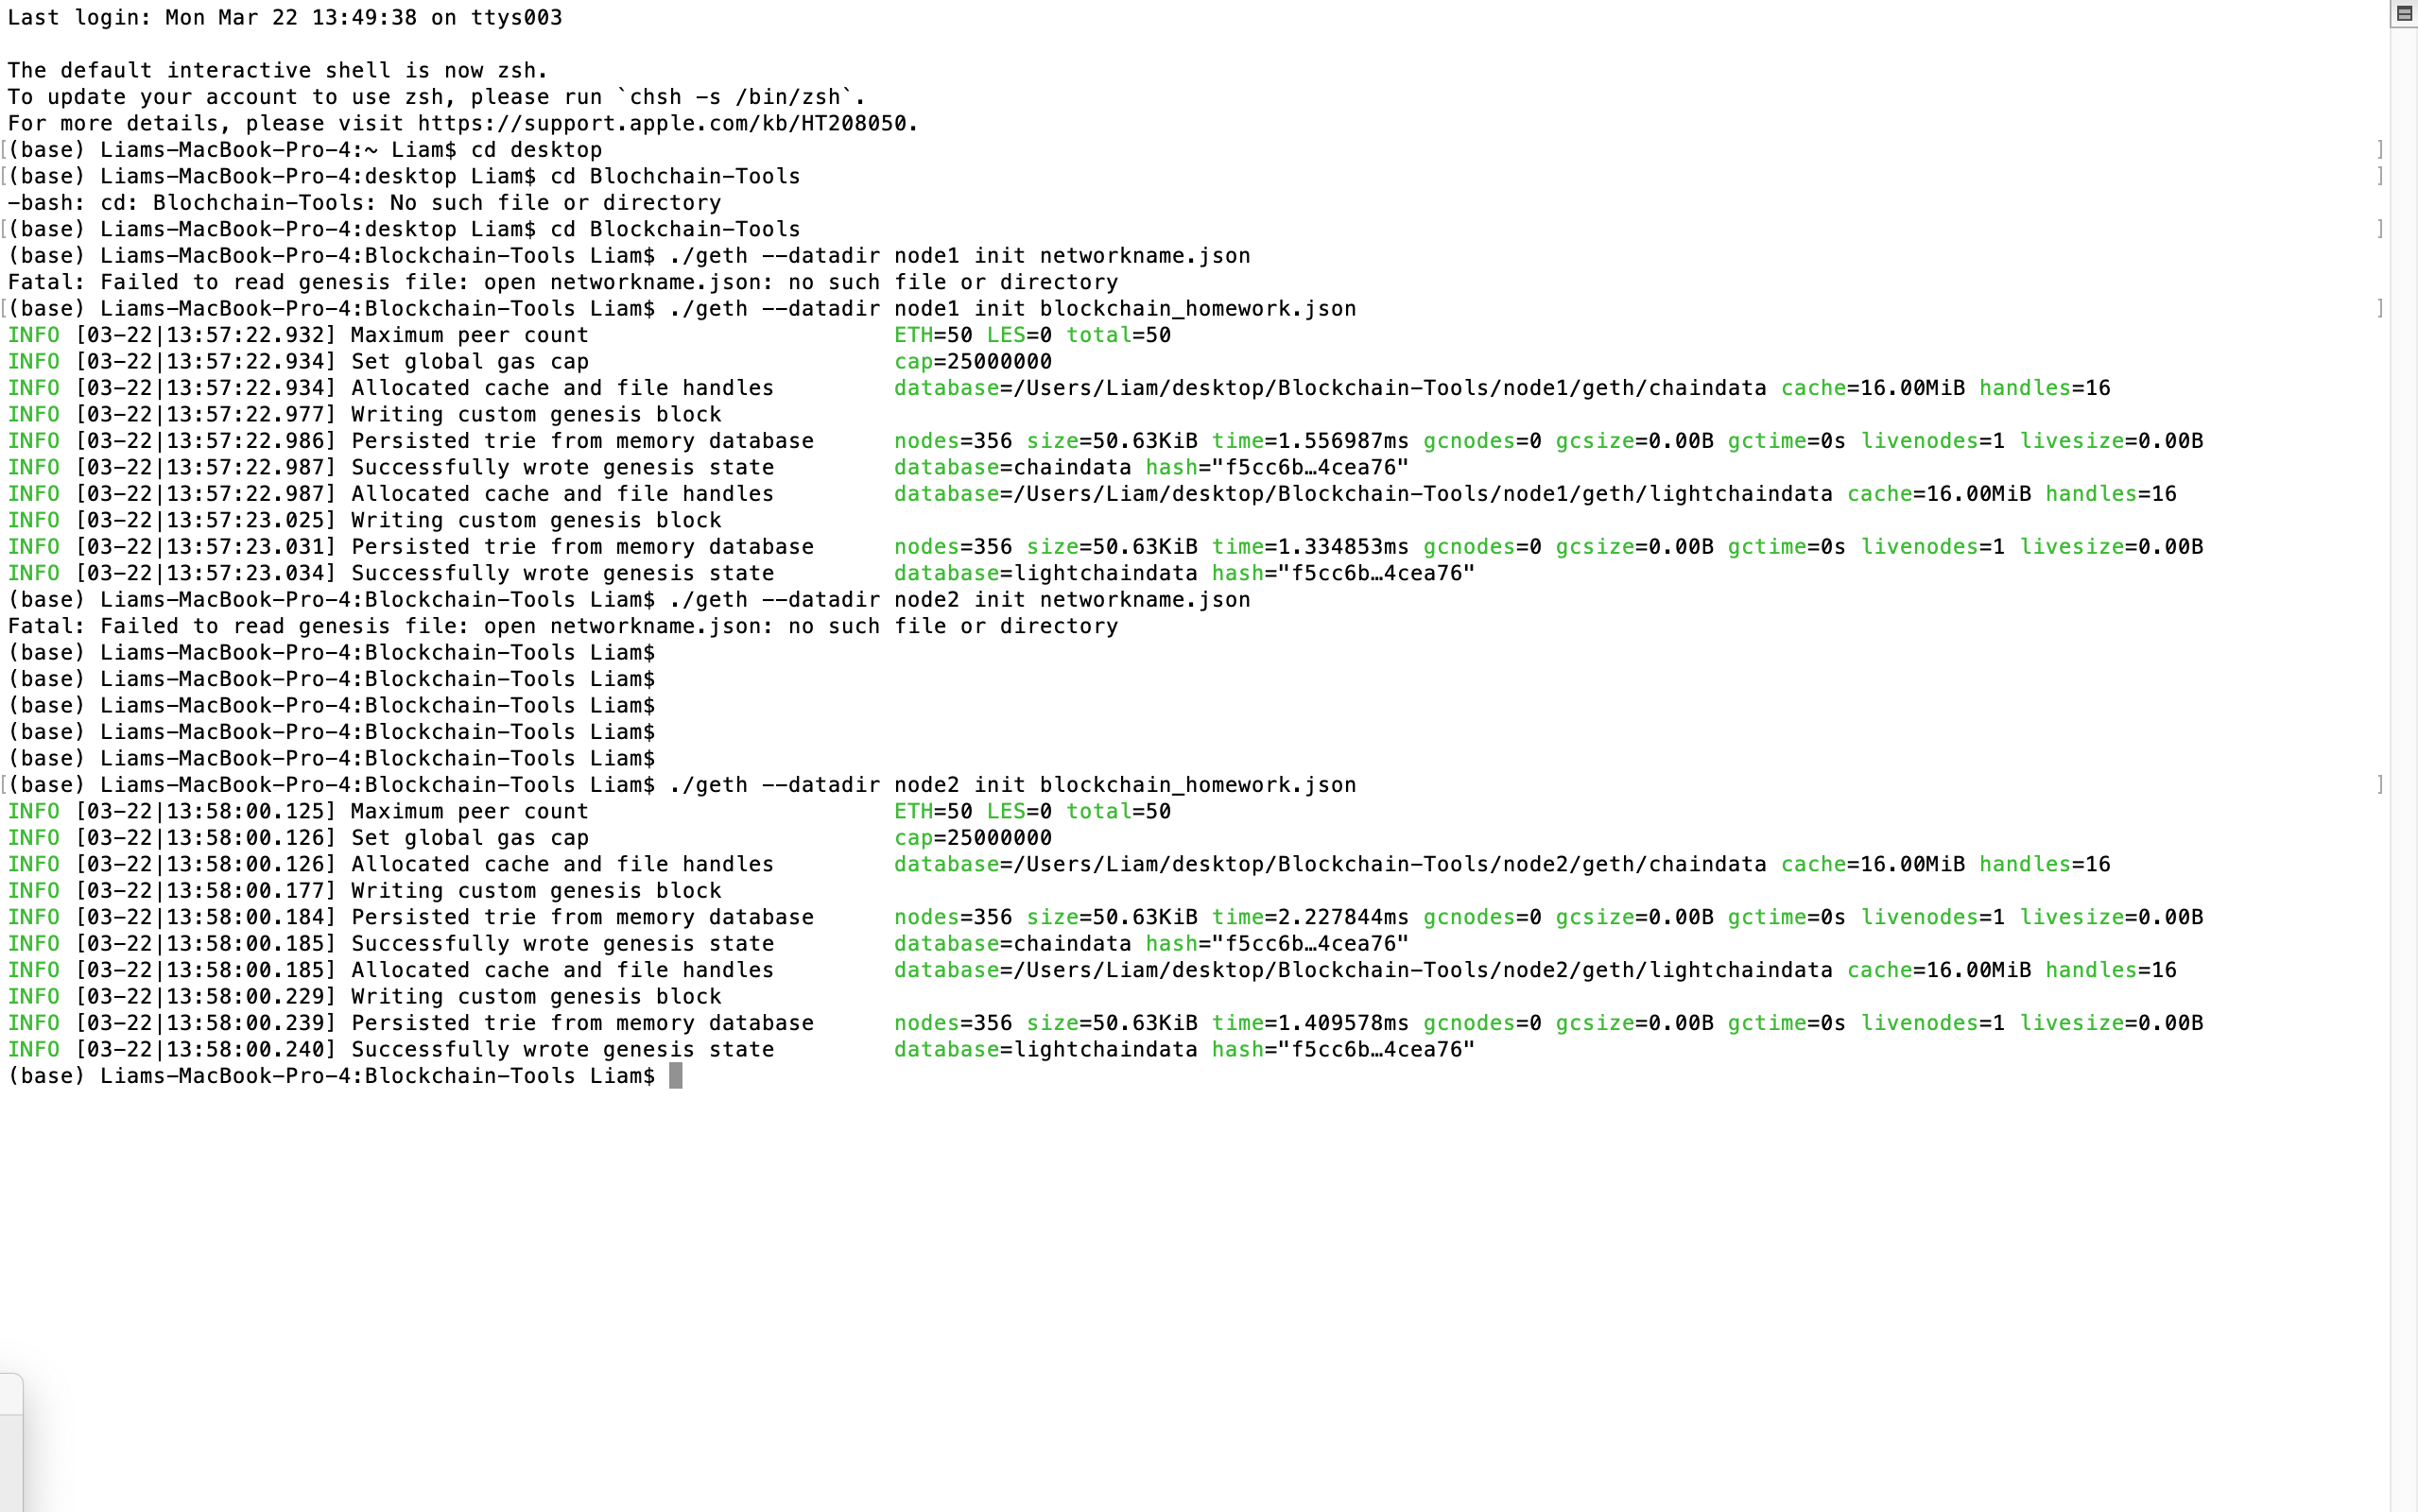 Last login: Mon Mar 22 13:49:38 on ttys003
The default interactive shell is now zsh.
To update your account to use zsh, please run `chsh -s /bin/zsh`.
For more details, please visit https://support.apple.com/kb/HT208050.
[(base) Liams-MacBook-Pro-4:~ Liam$ cd desktop ]
[(base) Liams-MacBook-Pro-4:desktop Liam$ cd Blochchain-Tools ]
-bash: cd: Blochchain-Tools: No such file or directory
[(base) Liams-MacBook-Pro-4:desktop Liam$ cd Blockchain-Tools ]
(base) Liams-MacBook-Pro-4:Blockchain-Tools Liam$ ./geth --datadir node1 init networkname.json
Fatal: Failed to read genesis file: open networkname.json: no such file or directory
[(base) Liams-MacBook-Pro-4:Blockchain-Tools Liam$ ./geth --datadir node1 init blockchain_homework.json ]
INFO [03-22|13:57:22.932] Maximum peer count ETH=50 LES=0 total=50
INFO [03-22|13:57:22.934] Set global gas cap cap=25000000
INFO [03-22|13:57:22.934] Allocated cache and file handles database=/Users/Liam/desktop/Blockchain-Tools/node1/geth/chaindata cache=16.00MiB handles=16
INFO [03-22|13:57:22.977] Writing custom genesis block
INFO [03-22|13:57:22.986] Persisted trie from memory database nodes=356 size=50.63KiB time=1.556987ms gcnodes=0 gcsize=0.00B gctime=0s livenodes=1 livesize=0.00B
INFO [03-22|13:57:22.987] Successfully wrote genesis state database=chaindata hash="f5cc6b…4cea76"
INFO [03-22|13:57:22.987] Allocated cache and file handles database=/Users/Liam/desktop/Blockchain-Tools/node1/geth/lightchaindata cache=16.00MiB handles=16
INFO [03-22|13:57:23.025] Writing custom genesis block
INFO [03-22|13:57:23.031] Persisted trie from memory database nodes=356 size=50.63KiB time=1.334853ms gcnodes=0 gcsize=0.00B gctime=0s livenodes=1 livesize=0.00B
INFO [03-22|13:57:23.034] Successfully wrote genesis state database=lightchaindata hash="f5cc6b…4cea76"
(base) Liams-MacBook-Pro-4:Blockchain-Tools Liam$ ./geth --datadir node2 init networkname.json
Fatal: Failed to read genesis file: open networkname.json: no such file or directory
(base) Liams-MacBook-Pro-4:Blockchain-Tools Liam$
(base) Liams-MacBook-Pro-4:Blockchain-Tools Liam$
(base) Liams-MacBook-Pro-4:Blockchain-Tools Liam$
(base) Liams-MacBook-Pro-4:Blockchain-Tools Liam$
(base) Liams-MacBook-Pro-4:Blockchain-Tools Liam$
[(base) Liams-MacBook-Pro-4:Blockchain-Tools Liam$ ./geth --datadir node2 init blockchain_homework.json ]
INFO [03-22|13:58:00.125] Maximum peer count ETH=50 LES=0 total=50
INFO [03-22|13:58:00.126] Set global gas cap cap=25000000
INFO [03-22|13:58:00.126] Allocated cache and file handles database=/Users/Liam/desktop/Blockchain-Tools/node2/geth/chaindata cache=16.00MiB handles=16
INFO [03-22|13:58:00.177] Writing custom genesis block
INFO [03-22|13:58:00.184] Persisted trie from memory database nodes=356 size=50.63KiB time=2.227844ms gcnodes=0 gcsize=0.00B gctime=0s livenodes=1 livesize=0.00B
INFO [03-22|13:58:00.185] Successfully wrote genesis state database=chaindata hash="f5cc6b…4cea76"
INFO [03-22|13:58:00.185] Allocated cache and file handles database=/Users/Liam/desktop/Blockchain-Tools/node2/geth/lightchaindata cache=16.00MiB handles=16
INFO [03-22|13:58:00.229] Writing custom genesis block
INFO [03-22|13:58:00.239] Persisted trie from memory database nodes=356 size=50.63KiB time=1.409578ms gcnodes=0 gcsize=0.00B gctime=0s livenodes=1 livesize=0.00B
INFO [03-22|13:58:00.240] Successfully wrote genesis state database=lightchaindata hash="f5cc6b…4cea76"
(base) Liams-MacBook-Pro-4:Blockchain-Tools Liam$